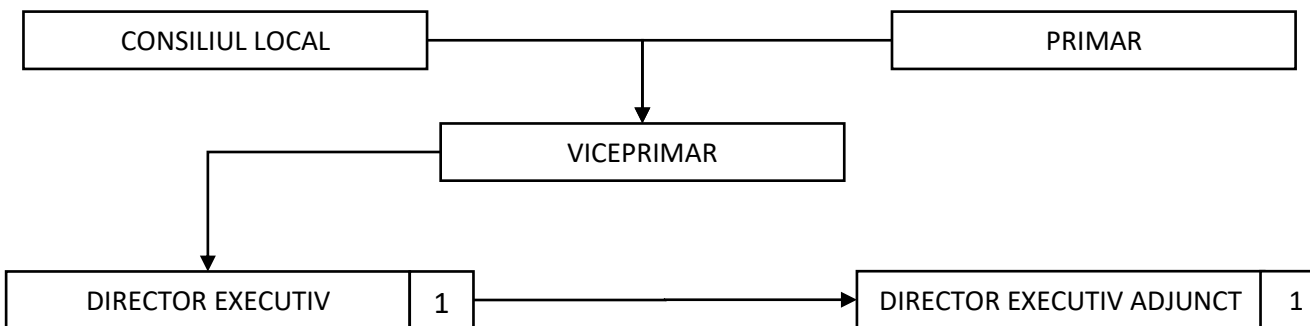 CONSILIUL LOCAL
PRIMAR
VICEPRIMAR
DIRECTOR EXECUTIV 1
DIRECTOR EXECUTIV ADJUNCT 1